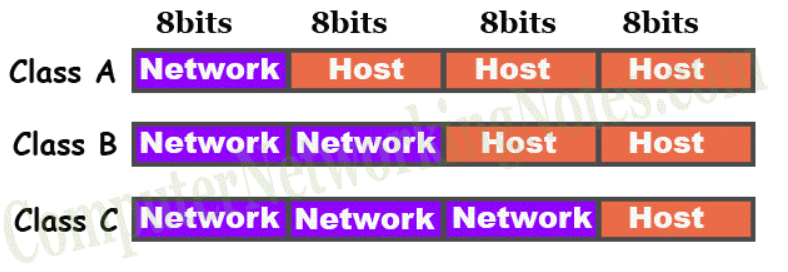 8bits 8bits 8bits 8bits
Class A Network Host Host Host
Class B Network Network Host Host
Class C Network Network Network Host
ComputerNetworkingNotes.com